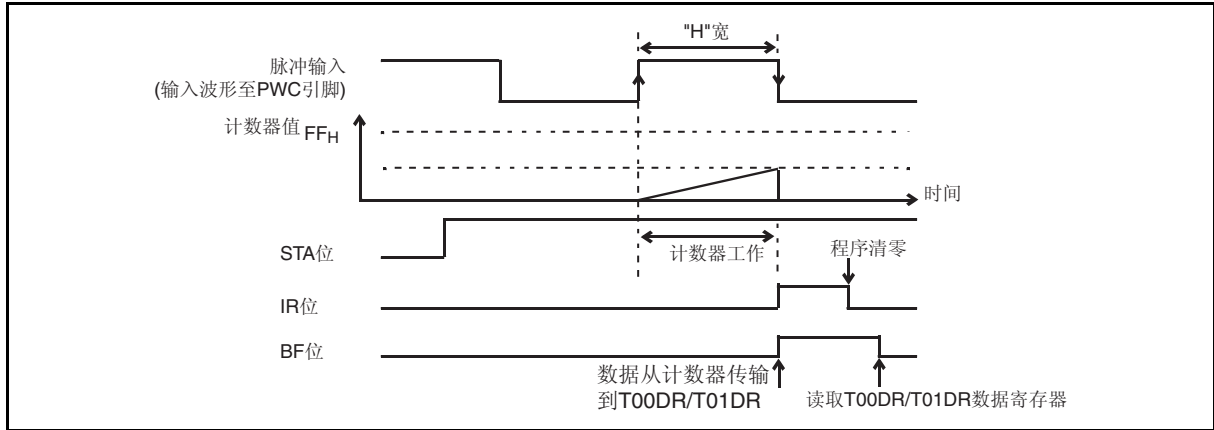 "H"宽
脉冲输入
(输入波形至PWC引脚)
计数器值 FFH
时间
STA位
计数器工作
程序清零
IR位
BF位
数据从计数器传输
到T00DR/T01DR
读取T00DR/T01DR数据寄存器